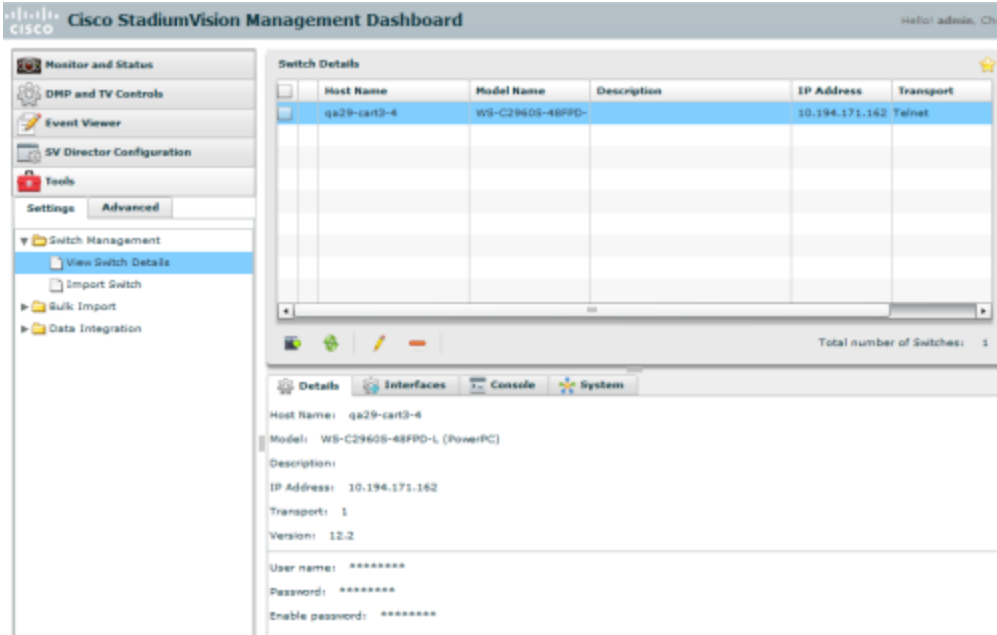 CISCO
Cisco StadiumVision Management Dashboard
Hello! admin, Ch
Monitor and Status
DMP and TV Controls
Event Viewer
SV Director Configuration
Tools
Settings
Advanced
Switch Management
View Switch Details
Import Switch
Bulk Import
Data Integration
Switch Details
Host Name Model Name Description IP Address Transport
qa29-cart3-4 WS-C2960S-48FPD- 10.194.171.162 Telnet
Total number of Switches: 1
Details Interfaces Console System
Host Name: qa29-cart3-4
Model: WS-C2960S-48FPD-L (PowerPC)
Description:
IP Address: 10.194.171.162
Transport: 1
Version: 12.2
User name: ********
Password: ********
Enable password: ********